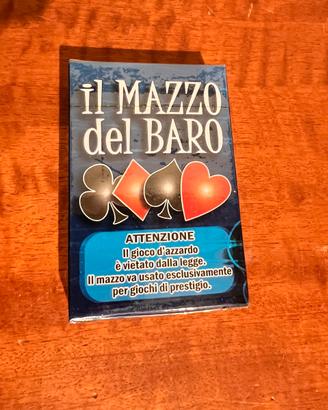 il MAZZO
del BARO
ATTENZIONE
Il gioco d'azzardo
è vietato dalla legge.
Il mazzo va usato esclusivamente
per giochi di prestigio.